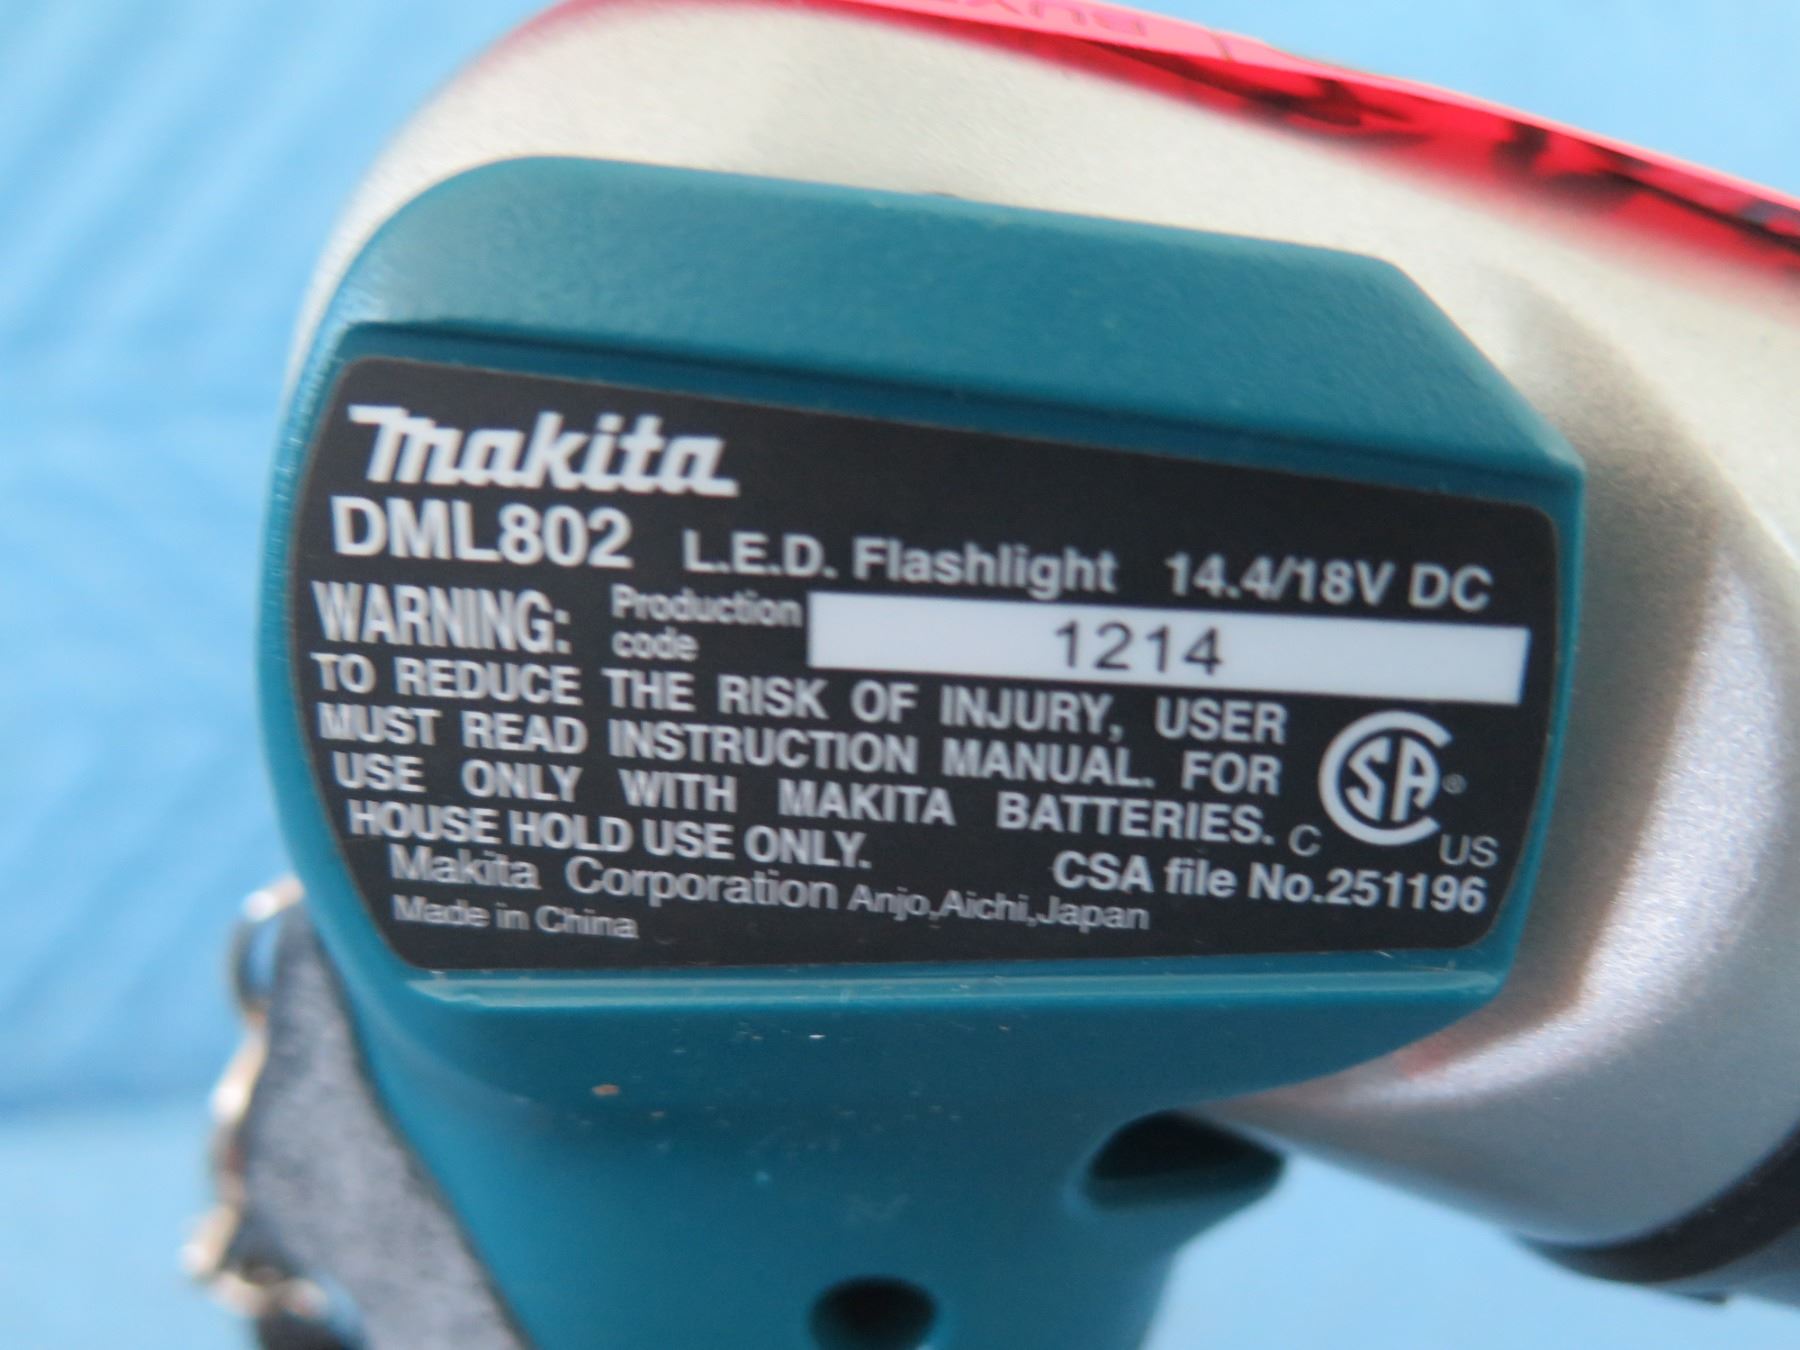 makita
DML802 L.E.D. Flashlight 14.4/18V DC
WARNING: Production code 1214
TO REDUCE THE RISK OF INJURY, USER
MUST READ INSTRUCTION MANUAL. FOR
USE ONLY WITH MAKITA BATTERIES.
HOUSE HOLD USE ONLY.
CSA ®
C US
CSA file No.251196
Makita Corporation Anjo,Aichi,Japan
Made in China